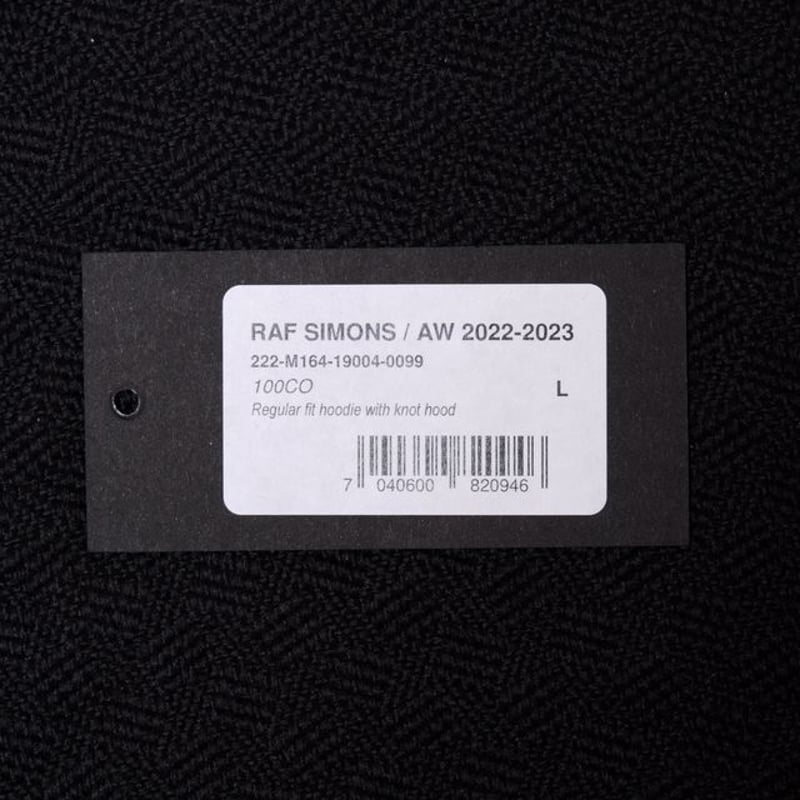 RAF SIMONS / AW 2022-2023
222-M164-19004-0099
100CO
L
Regular fit hoodie with knot hood
7 040600 820946